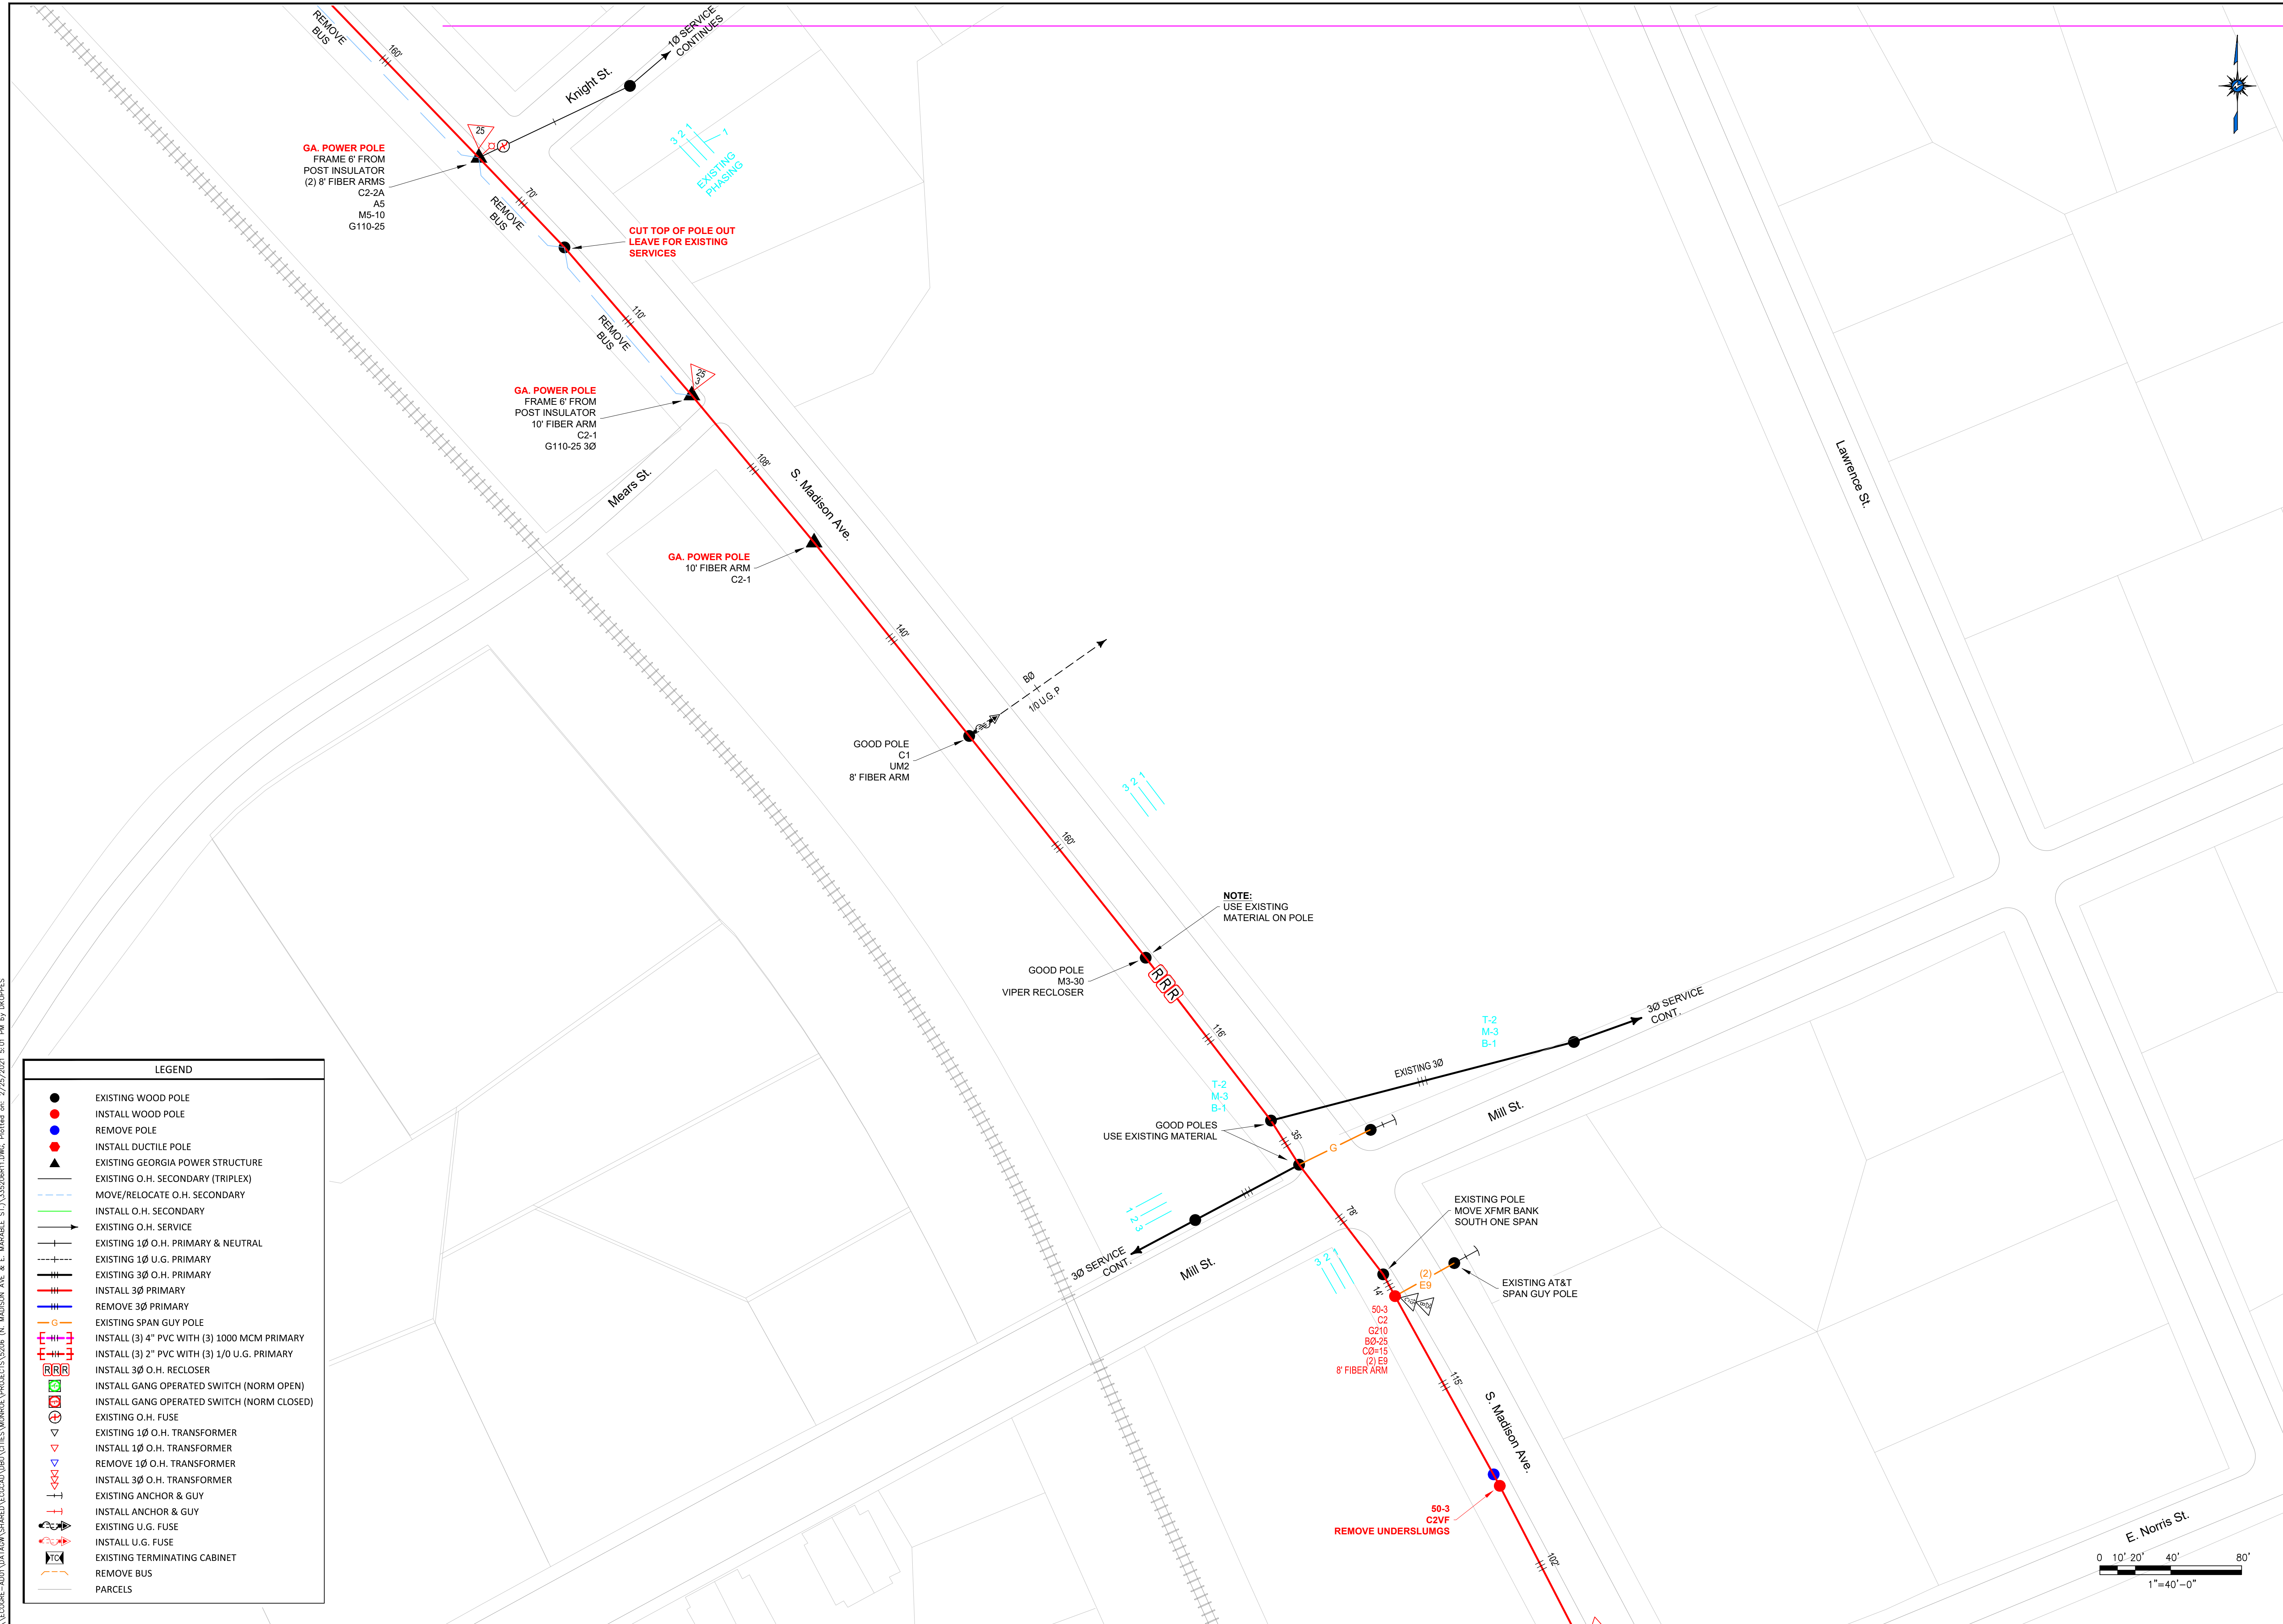 REMOVE
BUS
160'
1Ø SERVICE
CONTINUES
Knight St.
25
GA. POWER POLE
FRAME 6' FROM
POST INSULATOR
(2) 8' FIBER ARMS
C2-2A
A5
M5-10
G110-25
3 2 1
1
EXISTING
PHASING
70'
REMOVE
BUS
CUT TOP OF POLE OUT
LEAVE FOR EXISTING
SERVICES
110'
REMOVE
BUS
25
3
GA. POWER POLE
FRAME 6' FROM
POST INSULATOR
10' FIBER ARM
C2-1
G110-25 3Ø
Mears St.
108'
S. Madison Ave.
Lawrence St.
GA. POWER POLE
10' FIBER ARM
C2-1
140'
BØ
1/0 U.G. P
GOOD POLE
C1
UM2
8' FIBER ARM
3 2 1
160'
NOTE:
USE EXISTING
MATERIAL ON POLE
GOOD POLE
M3-30
VIPER RECLOSER
R R R
116'
T-2
M-3
B-1
3Ø SERVICE
CONT.
EXISTING 3Ø
T-2
M-3
B-1
GOOD POLES
USE EXISTING MATERIAL
35'
G
Mill St.
1 2 3
3Ø SERVICE
CONT.
Mill St.
78'
3 2 1
EXISTING POLE
MOVE XFMR BANK
SOUTH ONE SPAN
(2)
E9
EXISTING AT&T
SPAN GUY POLE
14'
50-3
C2
G210
BØ-25
CØ=15
(2) E9
8' FIBER ARM
115'
S. Madison Ave.
50-3
C2VF
REMOVE UNDERSLUMGS
102'
E. Norris St.
0 10' 20' 40' 80'
1"=40'-0"
LEGEND
EXISTING WOOD POLE
INSTALL WOOD POLE
REMOVE POLE
INSTALL DUCTILE POLE
EXISTING GEORGIA POWER STRUCTURE
EXISTING O.H. SECONDARY (TRIPLEX)
MOVE/RELOCATE O.H. SECONDARY
INSTALL O.H. SECONDARY
EXISTING O.H. SERVICE
EXISTING 1Ø O.H. PRIMARY & NEUTRAL
EXISTING 1Ø U.G. PRIMARY
EXISTING 3Ø O.H. PRIMARY
INSTALL 3Ø PRIMARY
REMOVE 3Ø PRIMARY
G EXISTING SPAN GUY POLE
INSTALL (3) 4" PVC WITH (3) 1000 MCM PRIMARY
INSTALL (3) 2" PVC WITH (3) 1/0 U.G. PRIMARY
R R R INSTALL 3Ø O.H. RECLOSER
INSTALL GANG OPERATED SWITCH (NORM OPEN)
INSTALL GANG OPERATED SWITCH (NORM CLOSED)
EXISTING O.H. FUSE
EXISTING 1Ø O.H. TRANSFORMER
INSTALL 1Ø O.H. TRANSFORMER
REMOVE 1Ø O.H. TRANSFORMER
INSTALL 3Ø O.H. TRANSFORMER
EXISTING ANCHOR & GUY
INSTALL ANCHOR & GUY
EXISTING U.G. FUSE
INSTALL U.G. FUSE
TC EXISTING TERMINATING CABINET
REMOVE BUS
PARCELS